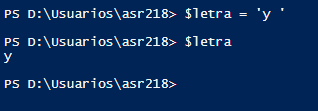 PS D:\Usuarios\asr218> $letra = 'y '
PS D:\Usuarios\asr218> $letra
y
PS D:\Usuarios\asr218>